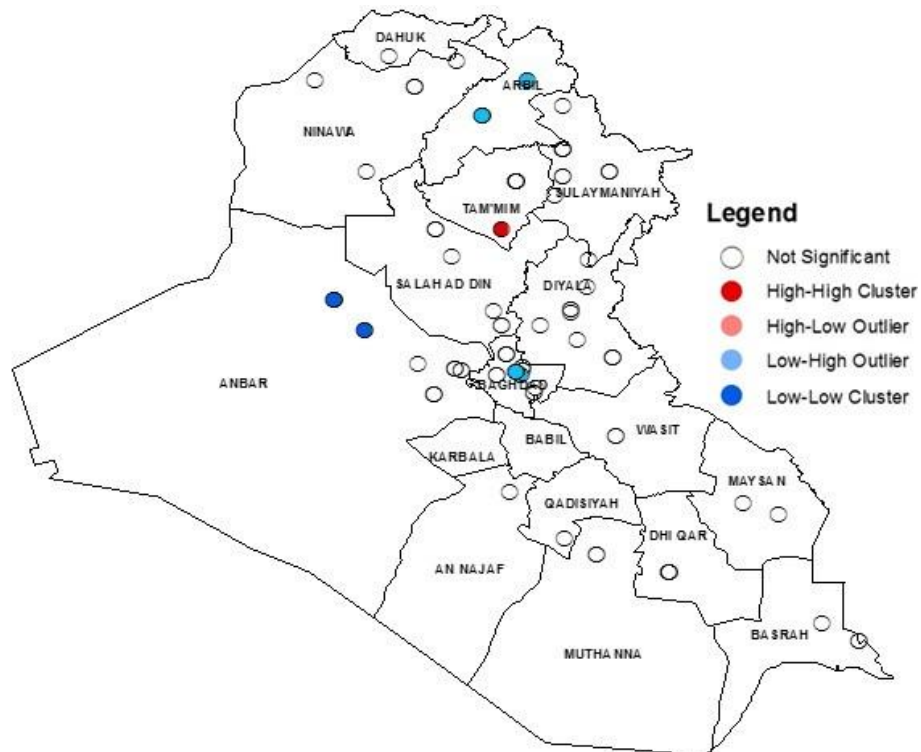 DAHUK
ARBIL
NINAWA
SULAYMANIYAH
TAM'MIM
Legend
Not Significant
SALAH AD DIN
DIYALA
High-High Cluster
High-Low Outlier
Low-High Outlier
ANBAR
BAGHDAD
Low-Low Cluster
WASIT
BABIL
KARBALA
MAYSAN
QADISIYAH
DHI QAR
AN NAJAF
BASRAH
MUTHANNA